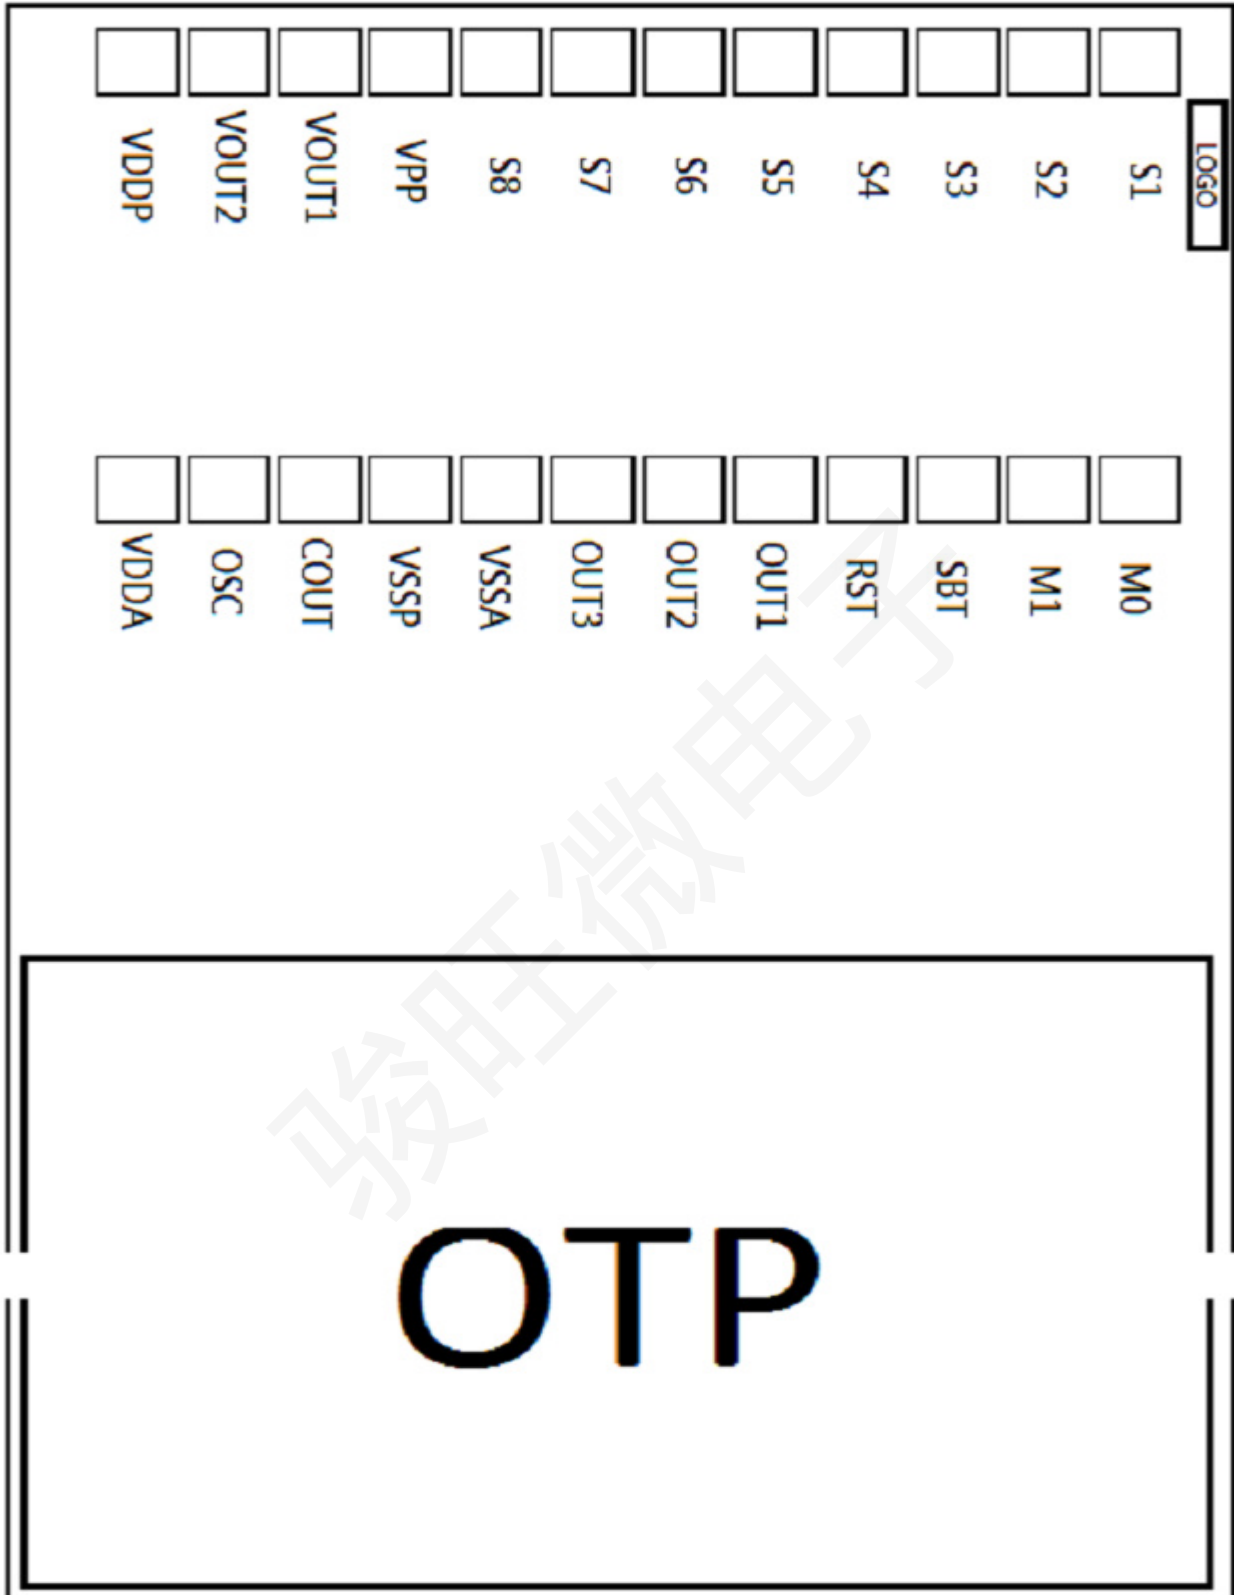 VDDP VOUT2 VOUT1 VPP S8 S7 S6 S5 S4 S3 S2 S1 LOGO
VDDA OSC COUT VSSP VSSA OUT3 OUT2 OUT1 RST SBT M1 M0
骏旺微电子
OTP